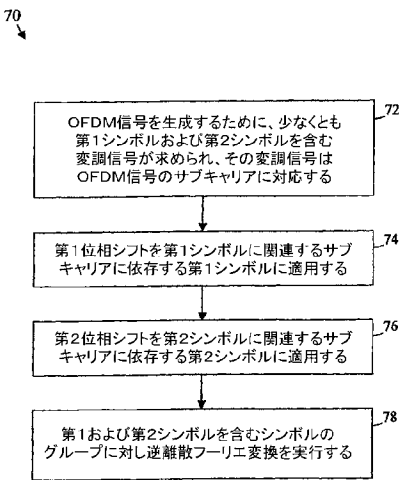 70
72
OFDM信号を生成するために、少なくとも
第1シンボルおよび第2シンボルを含む
変調信号が求められ、その変調信号は
OFDM信号のサブキャリアに対応する
74
第1位相シフトを第1シンボルに関連するサブ
キャリアに依存する第1シンボルに適用する
76
第2位相シフトを第2シンボルに関連するサブ
キャリアに依存する第2シンボルに適用する
78
第1および第2シンボルを含むシンボルの
グループに対し逆離散フーリエ変換を実行する